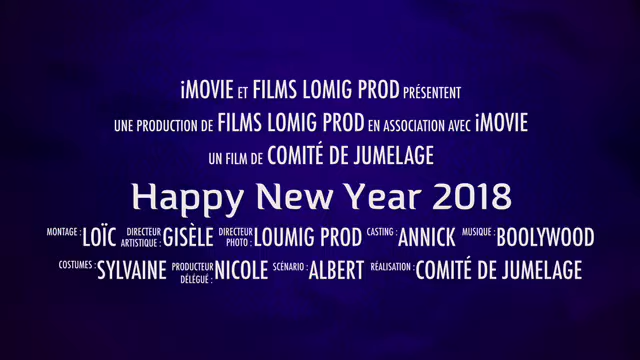 iMOVIE ET FILMS LOMIG PROD PRÉSENTENT
UNE PRODUCTION DE FILMS LOMIG PROD EN ASSOCIATION AVEC iMOVIE
UN FILM DE COMITÉ DE JUMELAGE
Happy New Year 2018
MONTAGE : LOÏC DIRECTEUR ARTISTIQUE : GISÈLE DIRECTEUR PHOTO : LOUMIG PROD CASTING : ANNICK MUSIQUE : BOOLYWOOD
COSTUMES : SYLVAINE PRODUCTEUR DÉLÉGUÉ : NICOLE SCÉNARIO : ALBERT RÉALISATION : COMITÉ DE JUMELAGE